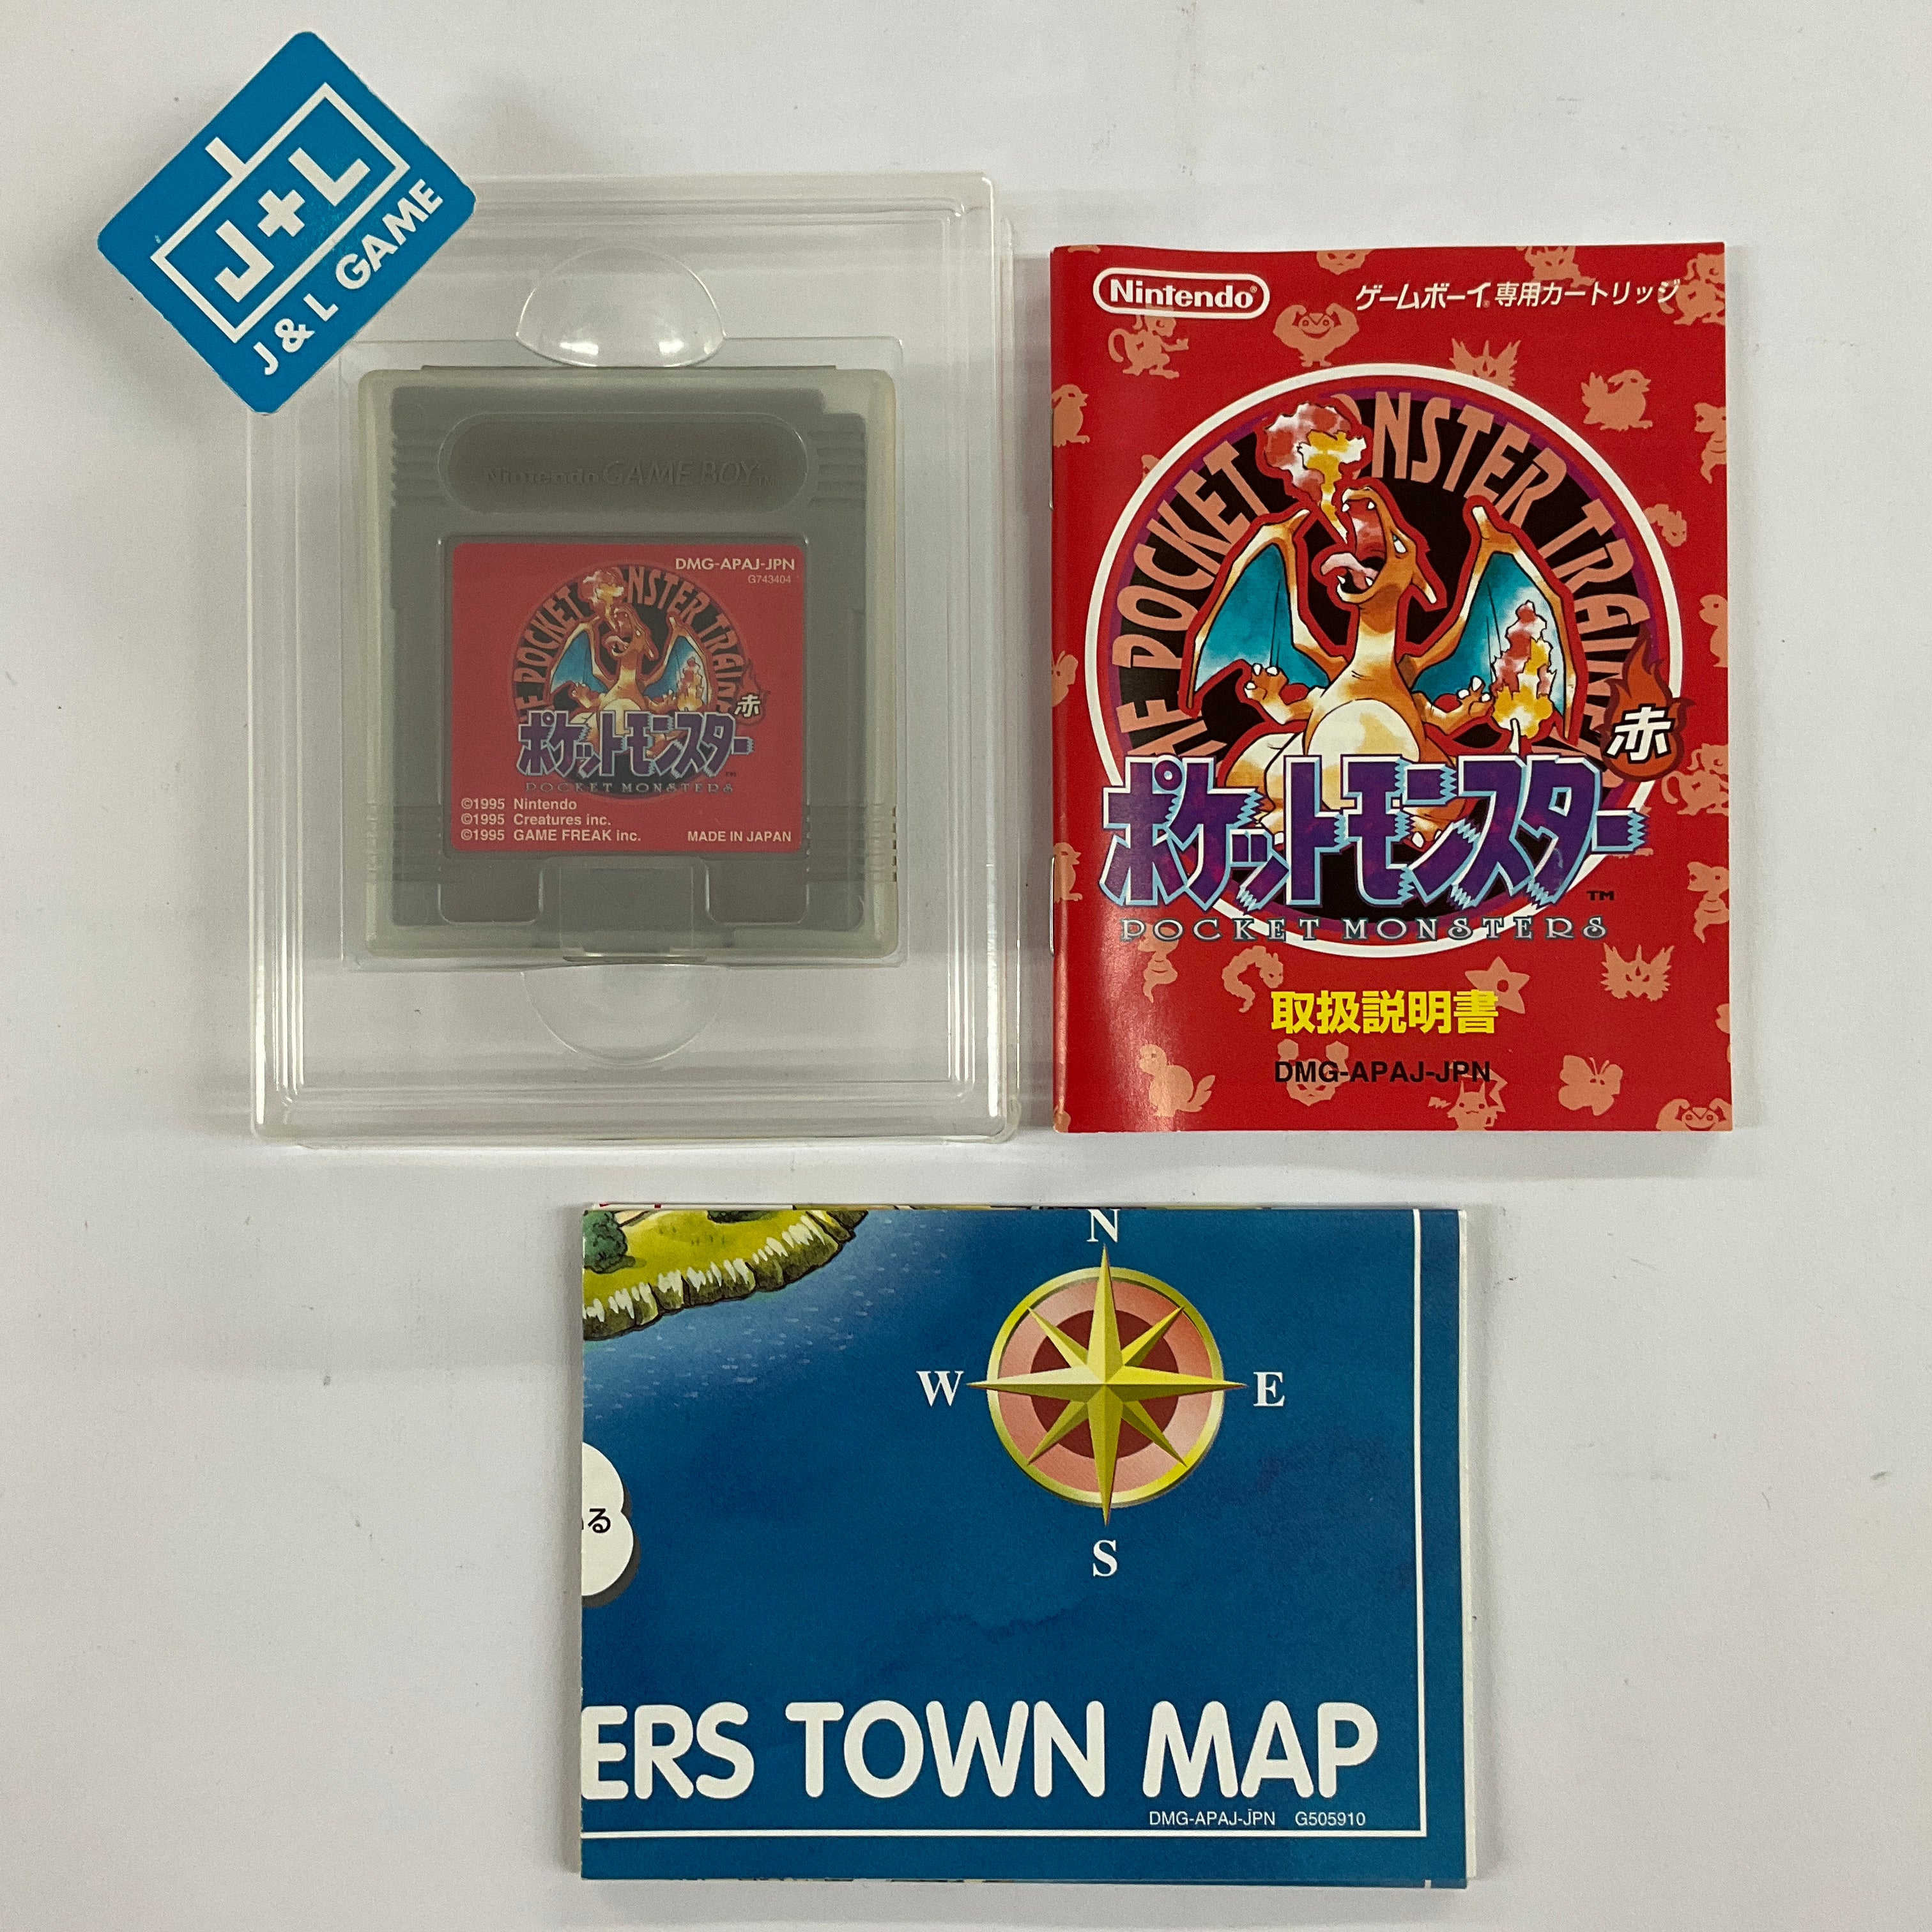 J+L
J & L GAME
Nintendo GAME BOY™
DMG-APAJ-JPN
G743404
POCKET MONSTER TRAINE
赤
ポケットモンスター
™
POCKET MONSTERS
©1995 Nintendo
©1995 Creatures inc.
©1995 GAME FREAK inc.
MADE IN JAPAN
Nintendo®
ゲームボーイ®専用カートリッジ
POCKET MONSTER TRAINE
赤
ポケットモンスター
™
POCKET MONSTERS
取扱説明書
DMG-APAJ-JPN
N
W E
S
る
ERS TOWN MAP
DMG-APAJ-JPN G505910